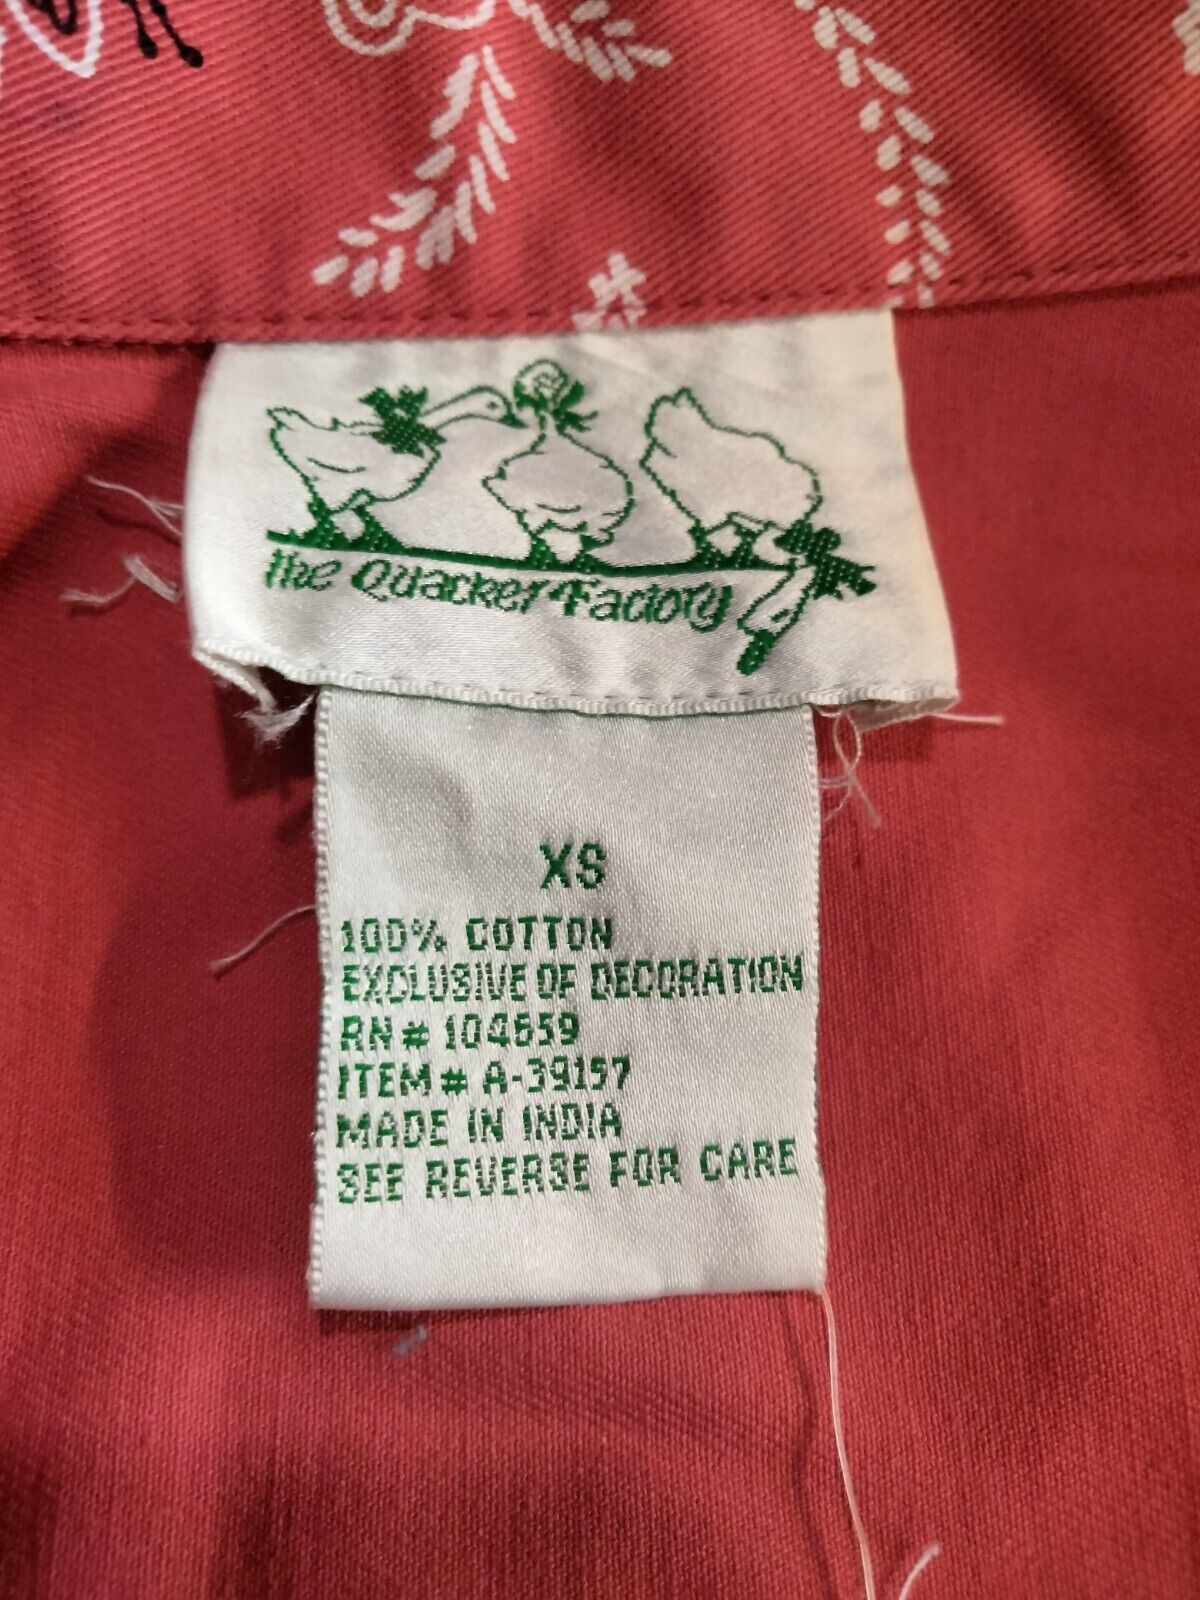 The Quacker Factory
XS
100% COTTON
EXCLUSIVE OF DECORATION
RN # 104659
ITEM # A-39197
MADE IN INDIA
SEE REVERSE FOR CARE